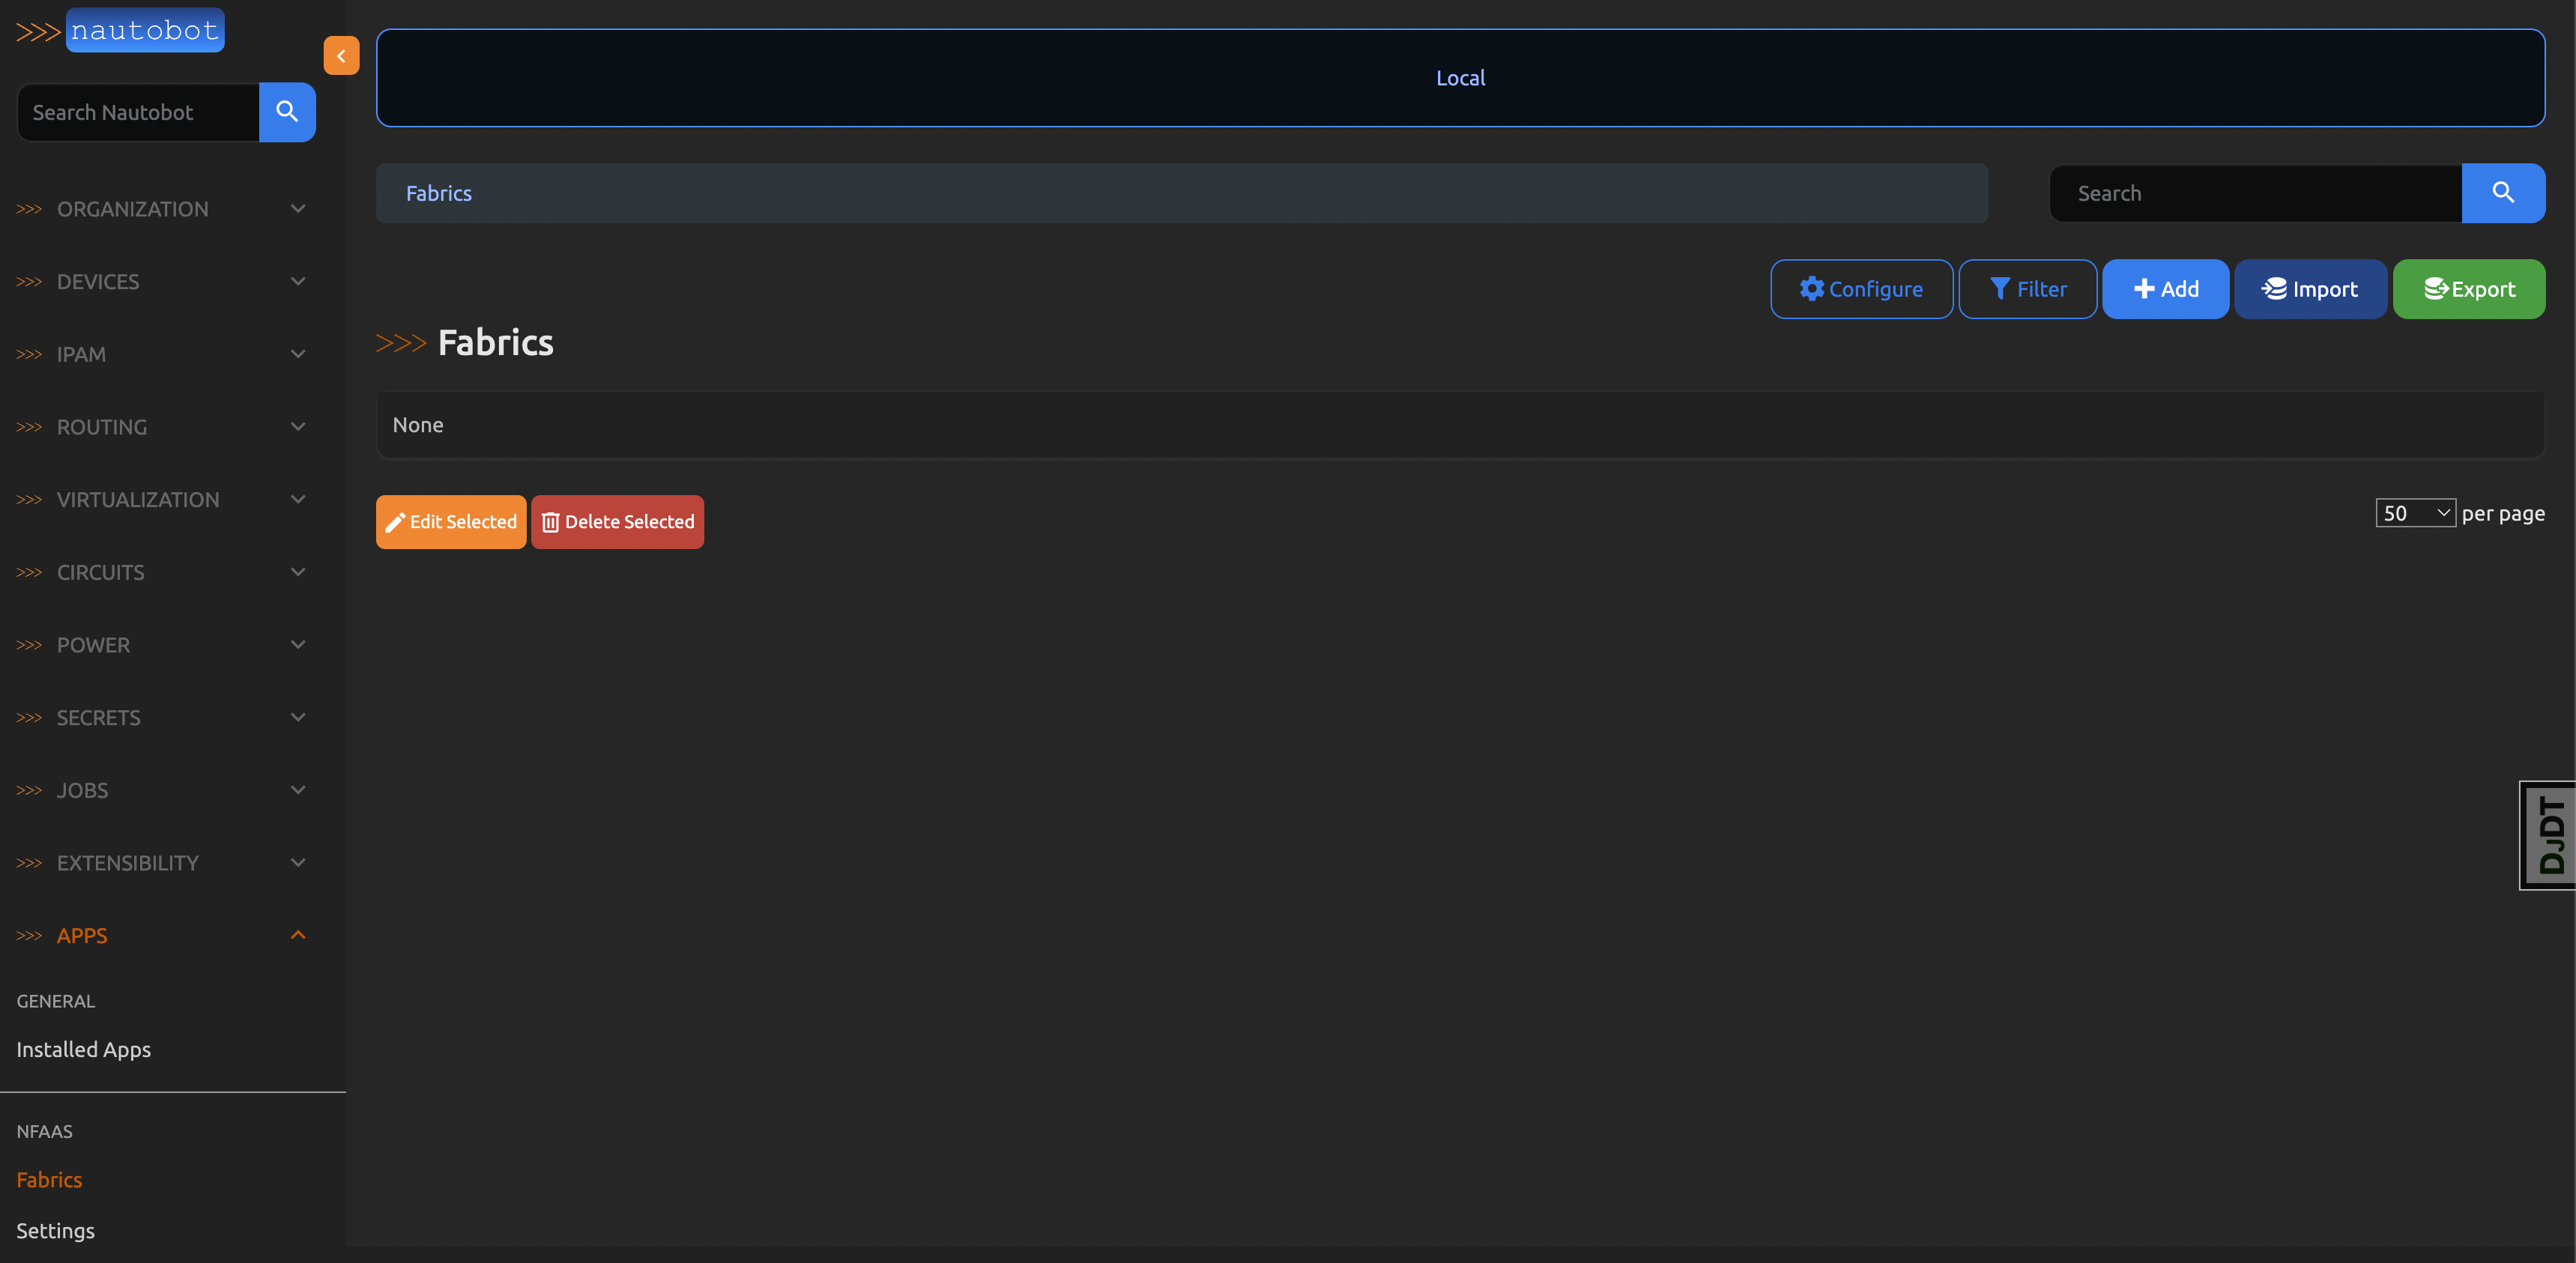 >>> nautobot
Search Nautobot
>>> ORGANIZATION
>>> DEVICES
>>> IPAM
>>> ROUTING
>>> VIRTUALIZATION
>>> CIRCUITS
>>> POWER
>>> SECRETS
>>> JOBS
>>> EXTENSIBILITY
>>> APPS
GENERAL
Installed Apps
NFAAS
Fabrics
Settings
Local
Fabrics
Search
Configure
Filter
Add
Import
Export
>>> Fabrics
None
Edit Selected
Delete Selected
50 per page
DJDT